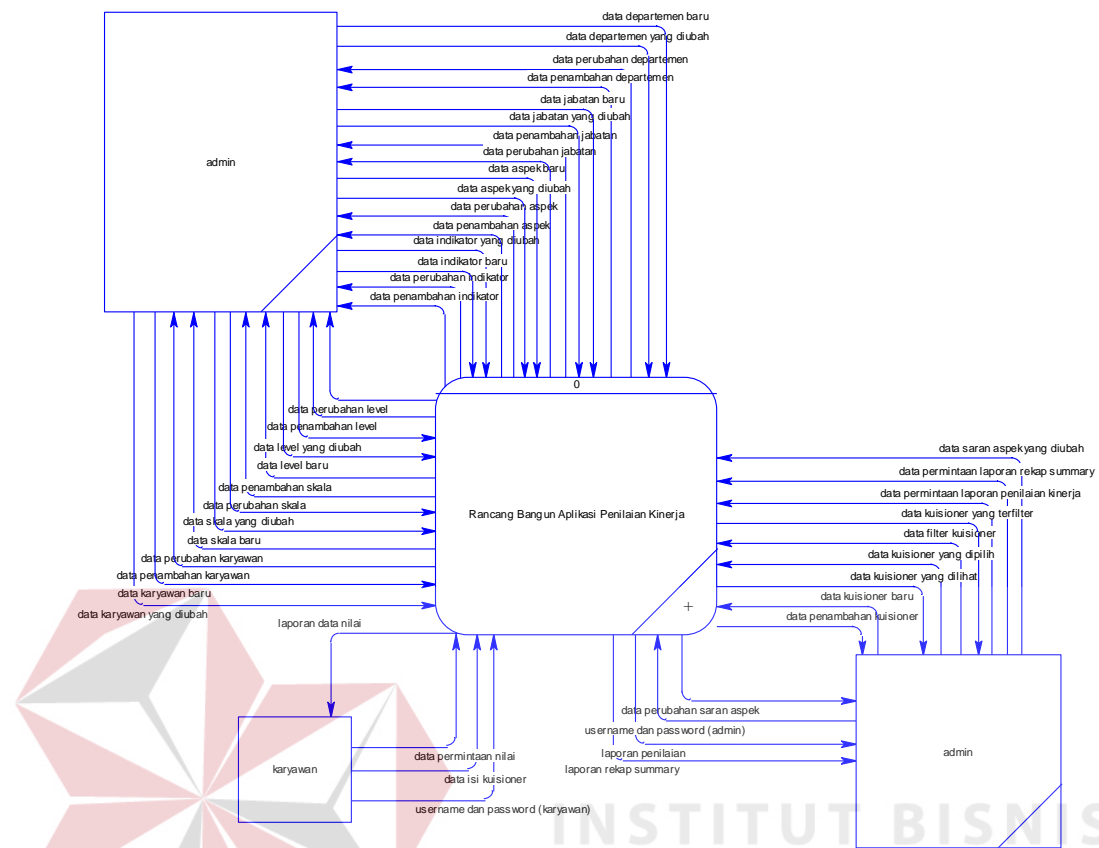 data departemen baru
data departemen yang diubah
data perubahan departemen
data penambahan departemen
data jabatan baru
data jabatan yang diubah
data penambahan jabatan
data perubahan jabatan
data aspek baru
data aspek yang diubah
data perubahan aspek
data penambahan aspek
data indikator yang diubah
data indikator baru
data perubahan indikator
data penambahan indikator
admin
0
Rancang Bangun Aplikasi Penilaian Kinerja
data perubahan level
data penambahan level
data level yang diubah
data level baru
data penambahan skala
data perubahan skala
data skala yang diubah
data skala baru
data perubahan karyawan
data penambahan karyawan
data karyawan baru
data karyawan yang diubah
data saran aspek yang diubah
data permintaan laporan rekap summary
data permintaan laporan penilaian kinerja
data kuisioner yang terfilter
data filter kuisioner
data kuisioner yang dipilih
data kuisioner yang dilihat
data kuisioner baru
data penambahan kuisioner
laporan data nilai
karyawan
data permintaan nilai
data isi kuisioner
username dan password (karyawan)
data perubahan saran aspek
username dan password (admin)
laporan penilaian
laporan rekap summary
admin
INSTITUT BISNIS